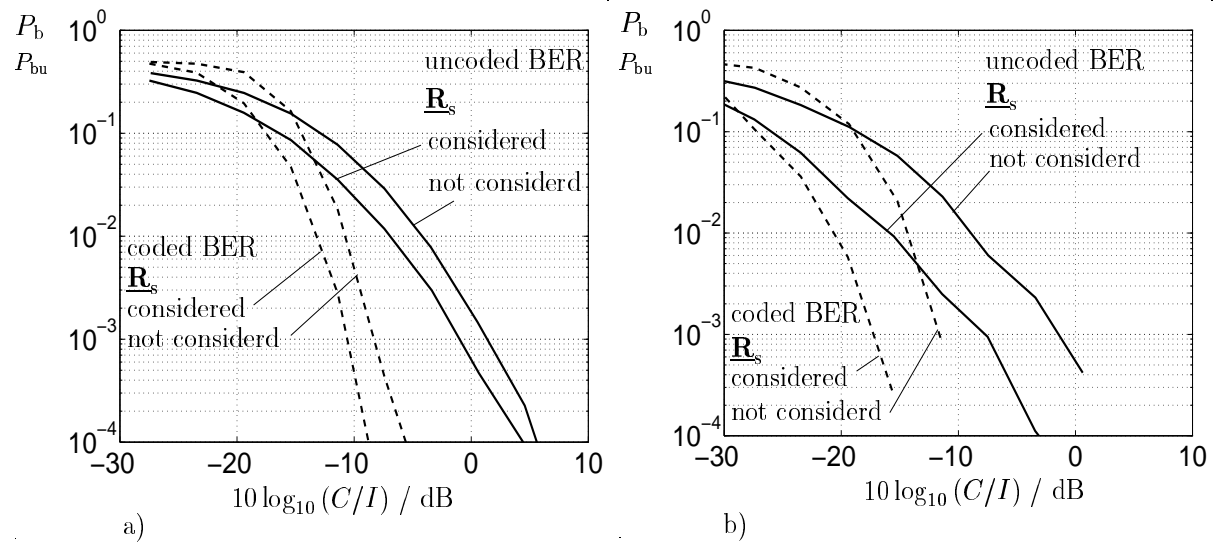 P_b
P_bu
10^0
10^−1
10^−2
10^−3
10^−4
uncoded BER
R_s
considered
not considerd
coded BER
R_s
considered
not considerd
−30 −20 −10 0 10
10 log_10 (C/I) / dB
a)
P_b
P_bu
10^0
10^−1
10^−2
10^−3
10^−4
uncoded BER
R_s
considered
not considerd
coded BER
R_s
considered
not considerd
−30 −20 −10 0 10
10 log_10 (C/I) / dB
b)